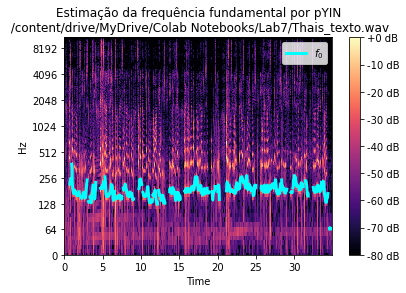 Estimação da frequência fundamental por pYIN
/content/drive/MyDrive/Colab Notebooks/Lab7/Thais_texto.wav
f0
Hz
8192
4096
2048
1024
512
256
128
64
0
0 5 10 15 20 25 30
Time
+0 dB
-10 dB
-20 dB
-30 dB
-40 dB
-50 dB
-60 dB
-70 dB
-80 dB